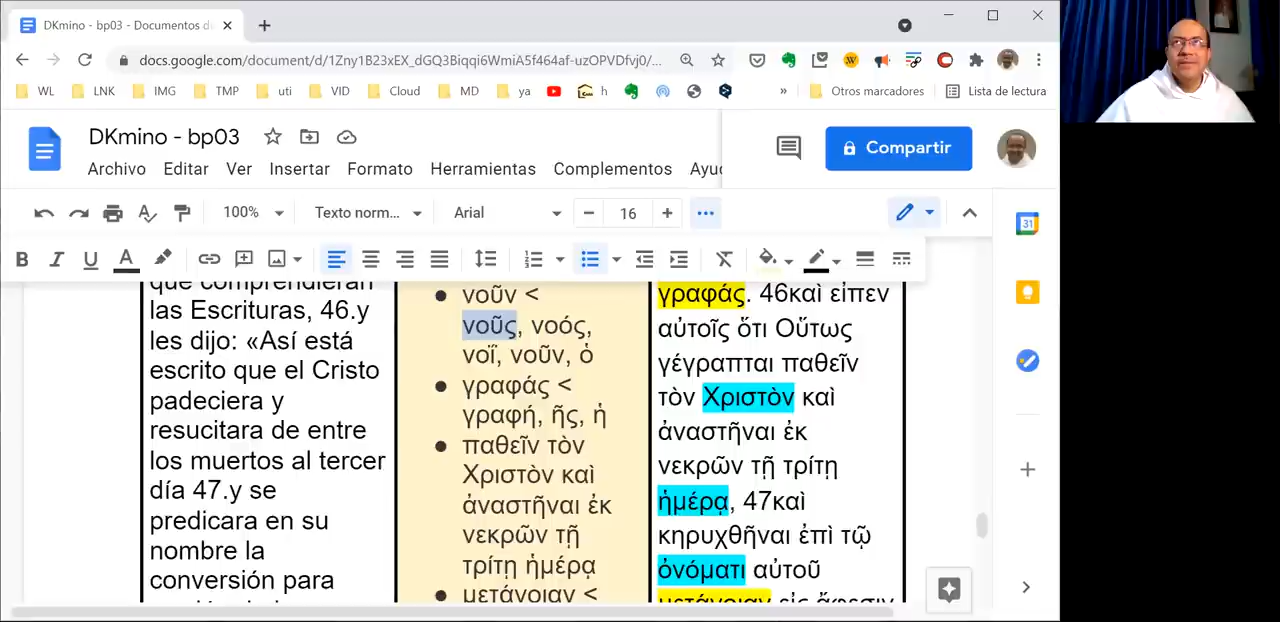 DKmino - bp03 - Documentos d
docs.google.com/document/d/1Zny1B23xEX_dGQ3Biqqi6WmiA5f464af-uzOPVDfvj0/...
WL LNK IMG TMP uti VID Cloud MD ya h » Otros marcadores Lista de lectura
DKmino - bp03
Compartir
Archivo Editar Ver Insertar Formato Herramientas Complementos Ayu
100% Texto norm... Arial 16
31
que comprendieran
las Escrituras, 46.y
les dijo: «Así está
escrito que el Cristo
padeciera y
resucitara de entre
los muertos al tercer
día 47.y se
predicara en su
nombre la
conversión para
νοῦν <
νοῦς, νοός,
νοΐ, νοῦν, ὁ
γραφάς <
γραφή, ῆς, ἡ
παθεῖν τὸν
Χριστὸν καὶ
ἀναστῆναι ἐκ
νεκρῶν τῇ
τρίτῃ ἡμέρᾳ
μετάνοιαν <
γραφάς. 46καὶ εἶπεν
αὐτοῖς ὅτι Οὕτως
γέγραπται παθεῖν
τὸν Χριστὸν καὶ
ἀναστῆναι ἐκ
νεκρῶν τῇ τρίτῃ
ἡμέρᾳ, 47καὶ
κηρυχθῆναι ἐπὶ τῷ
ὀνόματι αὐτοῦ
μετάνοιαν εἰς ἄφεσιν